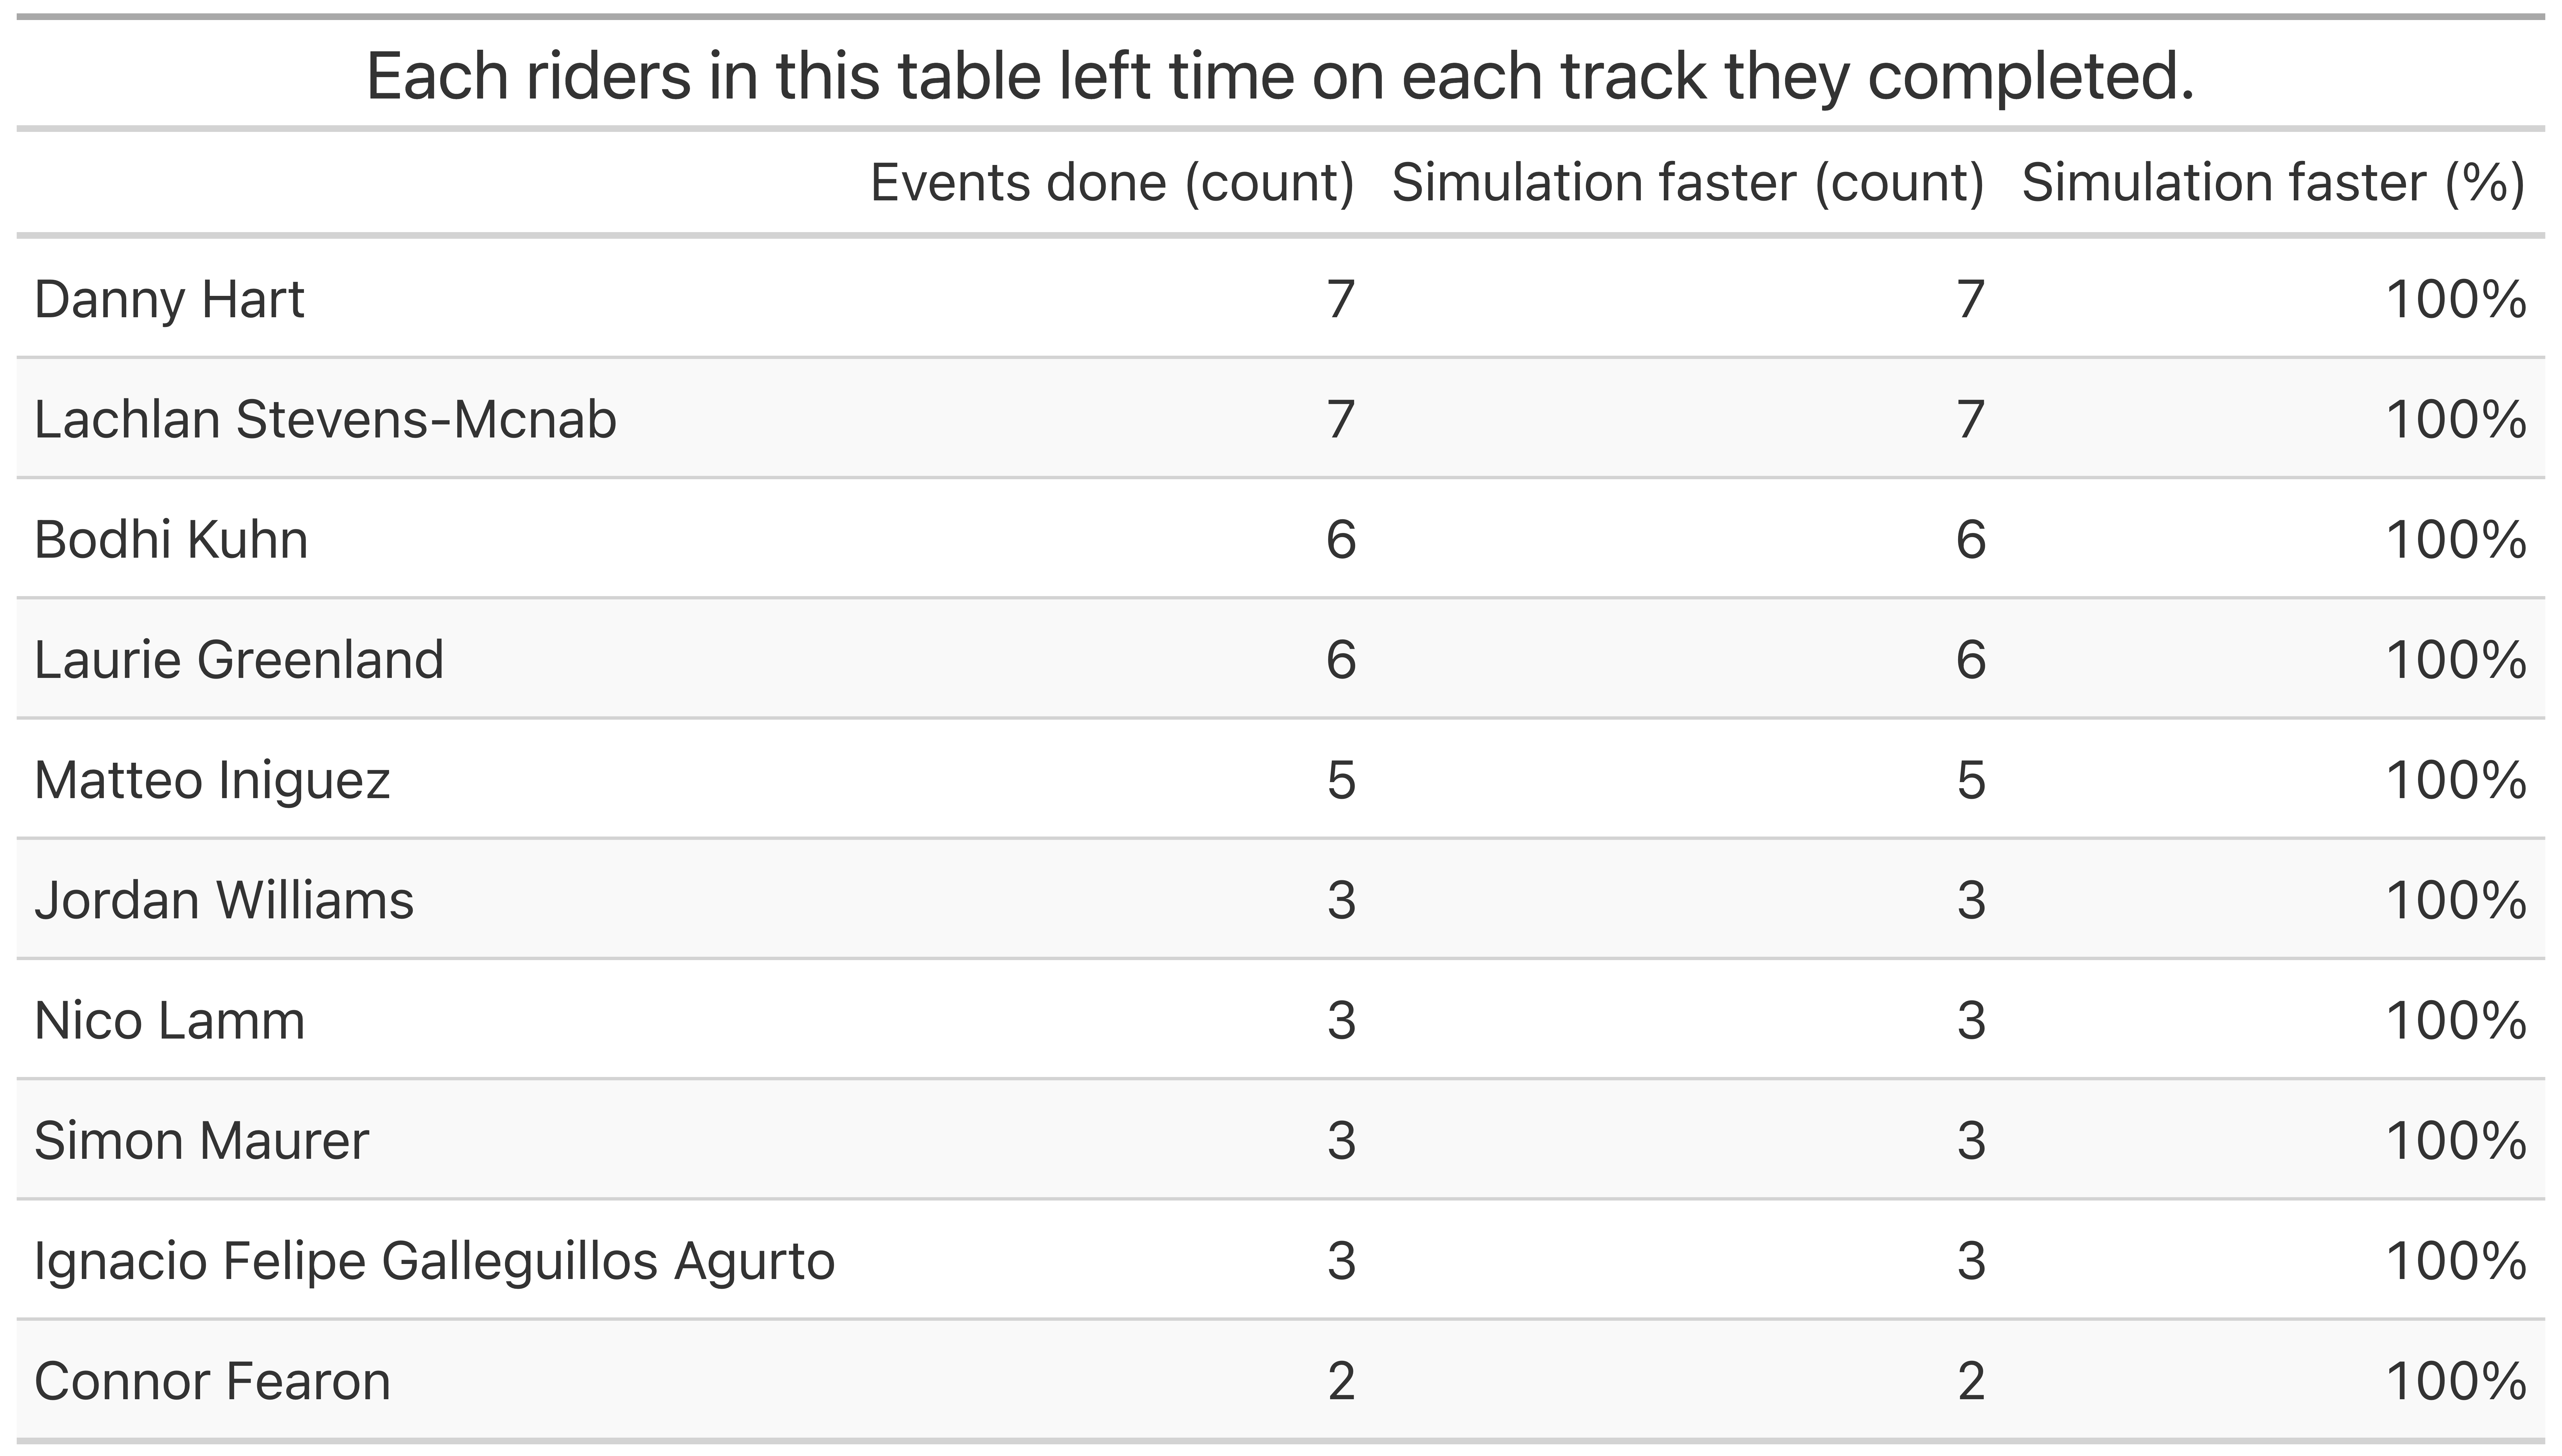 Each riders in this table left time on each track they completed.
Events done (count) Simulation faster (count) Simulation faster (%)
Danny Hart 7 7 100%
Lachlan Stevens-Mcnab 7 7 100%
Bodhi Kuhn 6 6 100%
Laurie Greenland 6 6 100%
Matteo Iniguez 5 5 100%
Jordan Williams 3 3 100%
Nico Lamm 3 3 100%
Simon Maurer 3 3 100%
Ignacio Felipe Galleguillos Agurto 3 3 100%
Connor Fearon 2 2 100%